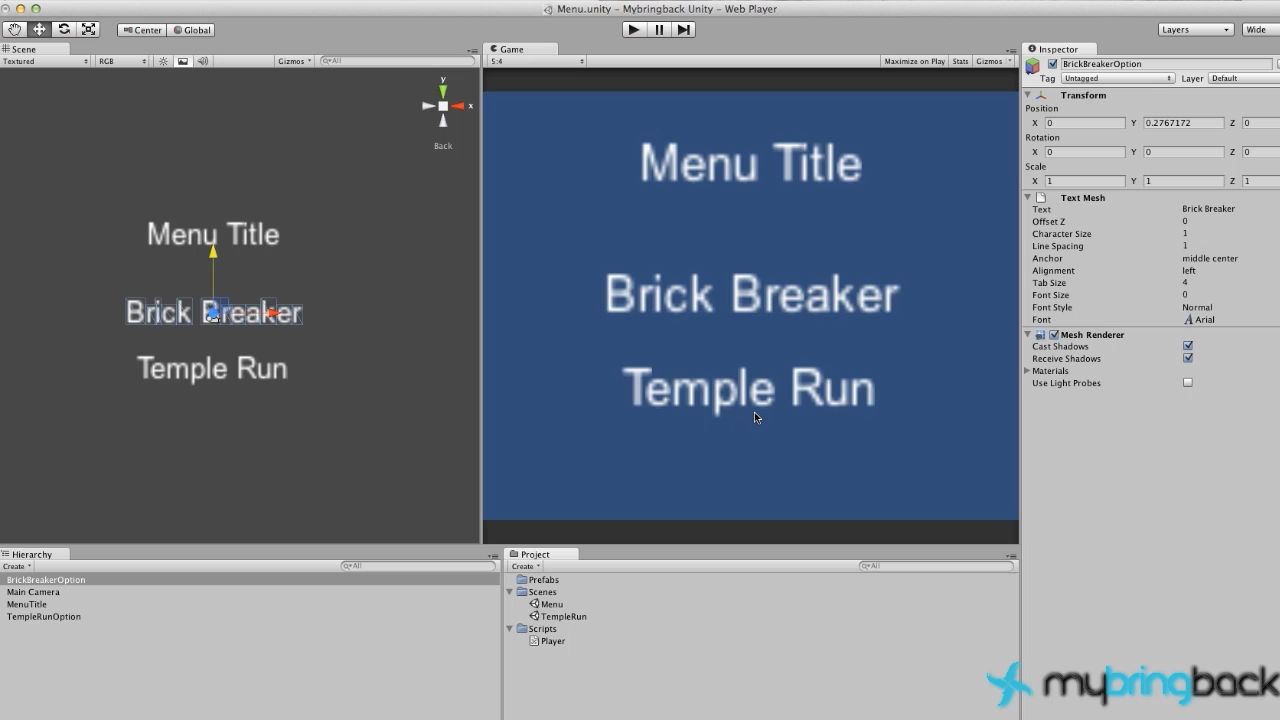 Menu.unity – Mybringback Unity – Web Player
Center Global
Layers Wide
Scene
Textured RGB Gizmos All
y
x
Back
Menu Title
Brick Breaker
Temple Run
Game
5:4 Maximize on Play Stats Gizmos
Menu Title
Brick Breaker
Temple Run
Inspector
BrickBreakerOption
Tag Untagged Layer Default
Transform
Position
X 0 Y 0.2767172 Z 0
Rotation
X 0 Y 0 Z 0
Scale
X 1 Y 1 Z 1
Text Mesh
Text Brick Breaker
Offset Z 0
Character Size 1
Line Spacing 1
Anchor middle center
Alignment left
Tab Size 4
Font Size 0
Font Style Normal
Font Arial
Mesh Renderer
Cast Shadows
Receive Shadows
Materials
Use Light Probes
Hierarchy
Create All
BrickBreakerOption
Main Camera
MenuTitle
TempleRunOption
Project
Create All
Prefabs
Scenes
Menu
TempleRun
Scripts
Player
mybringback